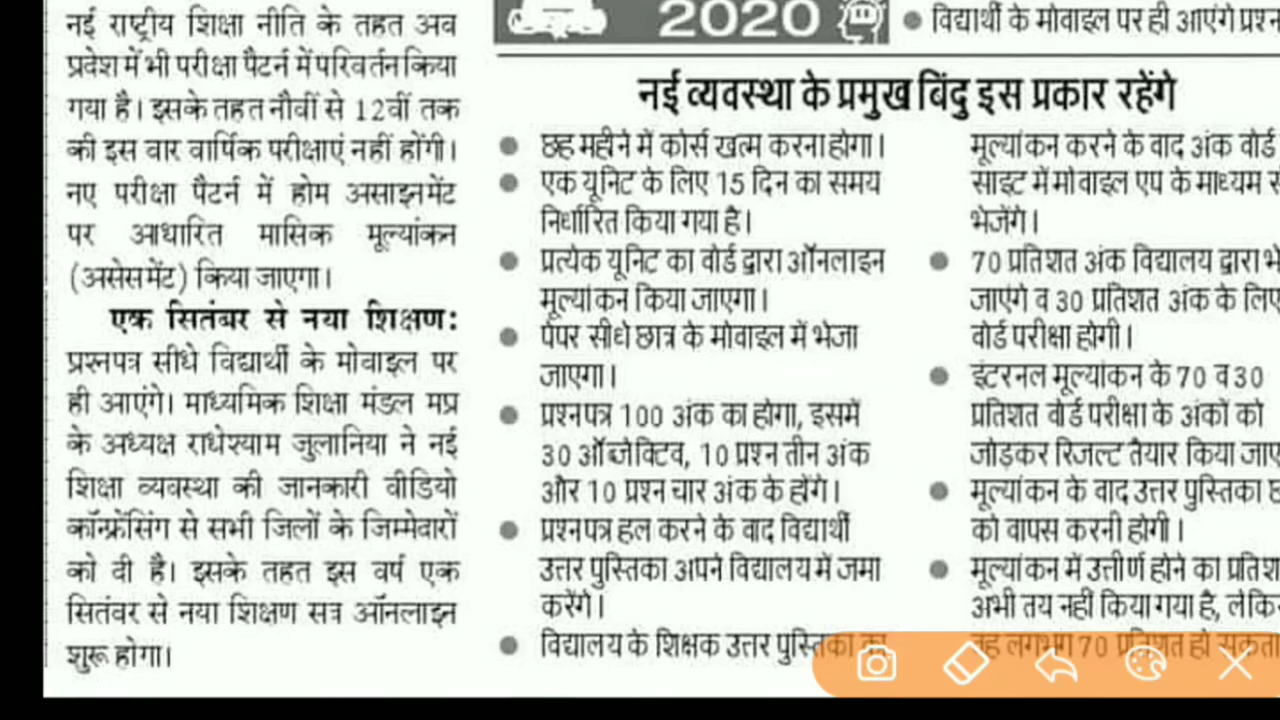 नई राष्ट्रीय शिक्षा नीति के तहत अब
प्रवेश में भी परीक्षा पैटर्न में परिवर्तन किया
गया है। इसके तहत नौवीं से 12वीं तक
की इस बार वार्षिक परीक्षाएं नहीं होंगी।
नए परीक्षा पैटर्न में होम असाइनमेंट
पर आधारित मासिक मूल्यांकन
(असेसमेंट) किया जाएगा।
एक सितंबर से नया शिक्षण:
प्रश्नपत्र सीधे विद्यार्थी के मोबाइल पर
ही आएंगे। माध्यमिक शिक्षा मंडल मप्र
के अध्यक्ष राधेश्याम जुलानिया ने नई
शिक्षा व्यवस्था की जानकारी वीडियो
कॉन्फ्रेंसिंग से सभी जिलों के जिम्मेदारों
को दी है। इसके तहत इस वर्ष एक
सितंबर से नया शिक्षण सत्र ऑनलाइन
शुरू होगा।
2020
विद्यार्थी के मोबाइल पर ही आएंगे प्रश्न
नई व्यवस्था के प्रमुख बिंदु इस प्रकार रहेंगे
छह महीने में कोर्स खत्म करना होगा।
एक यूनिट के लिए 15 दिन का समय
निर्धारित किया गया है।
प्रत्येक यूनिट का बोर्ड द्वारा ऑनलाइन
मूल्यांकन किया जाएगा।
पेपर सीधे छात्र के मोबाइल में भेजा
जाएगा।
प्रश्नपत्र 100 अंक का होगा, इसमें
30 ऑब्जेक्टिव, 10 प्रश्न तीन अंक
और 10 प्रश्न चार अंक के होंगे।
प्रश्नपत्र हल करने के बाद विद्यार्थी
उत्तर पुस्तिका अपने विद्यालय में जमा
करेंगे।
विद्यालय के शिक्षक उत्तर पुस्तिका का
मूल्यांकन करने के बाद अंक बोर्ड
साइट में मोबाइल एप के माध्यम
भेजेंगे।
70 प्रतिशत अंक विद्यालय द्वारा
जाएंगे व 30 प्रतिशत अंक के लिए
बोर्ड परीक्षा होगी।
इंटरनल मूल्यांकन के 70 व 30
प्रतिशत बोर्ड परीक्षा के अंकों को
जोड़कर रिजल्ट तैयार किया
मूल्यांकन के बाद उत्तर पुस्तिका
को वापस करनी होगी।
मूल्यांकन में उत्तीर्ण होने का
अभी तय नहीं किया गया है,
लगभग 70 प्रतिशत हो